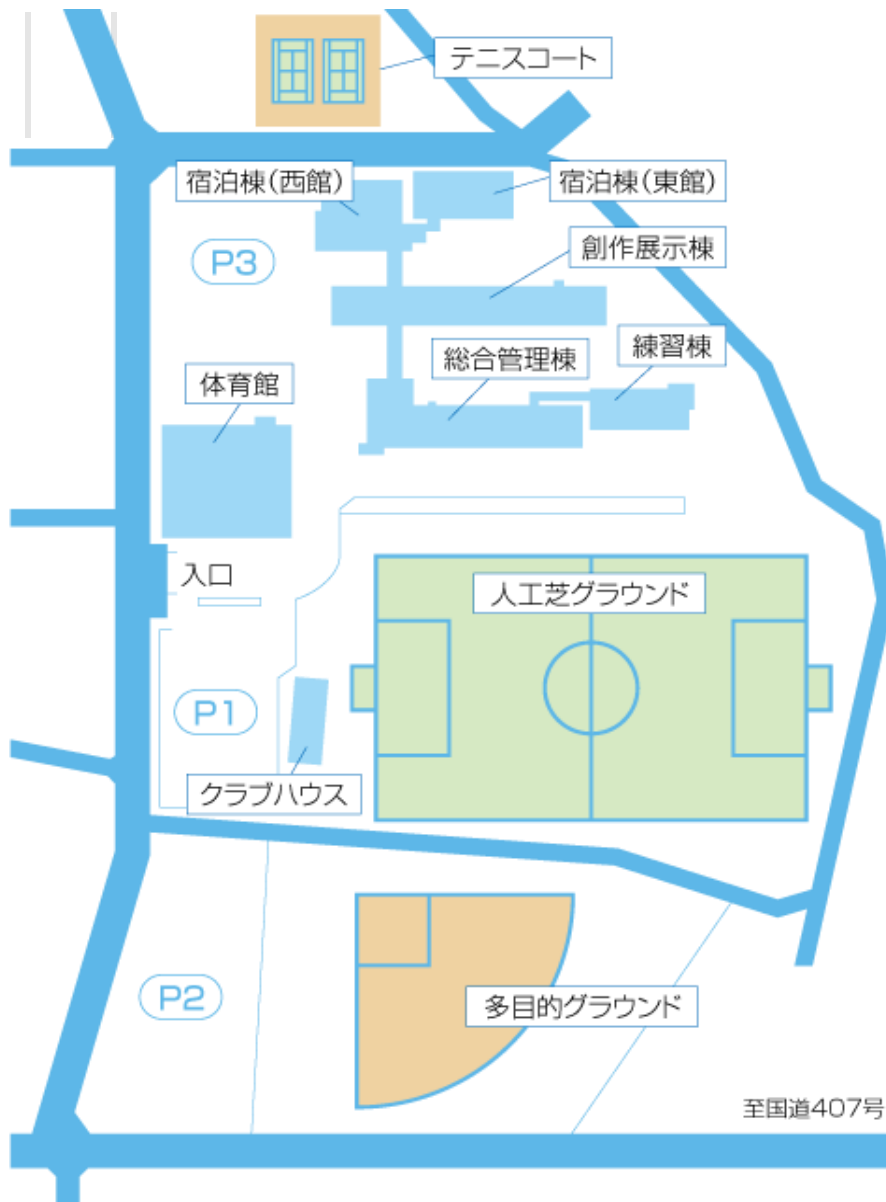 テニスコート
宿泊棟(西館)
宿泊棟(東館)
P3
創作展示棟
総合管理棟
練習棟
体育館
入口
人工芝グラウンド
P1
クラブハウス
P2
多目的グラウンド
至国道407号